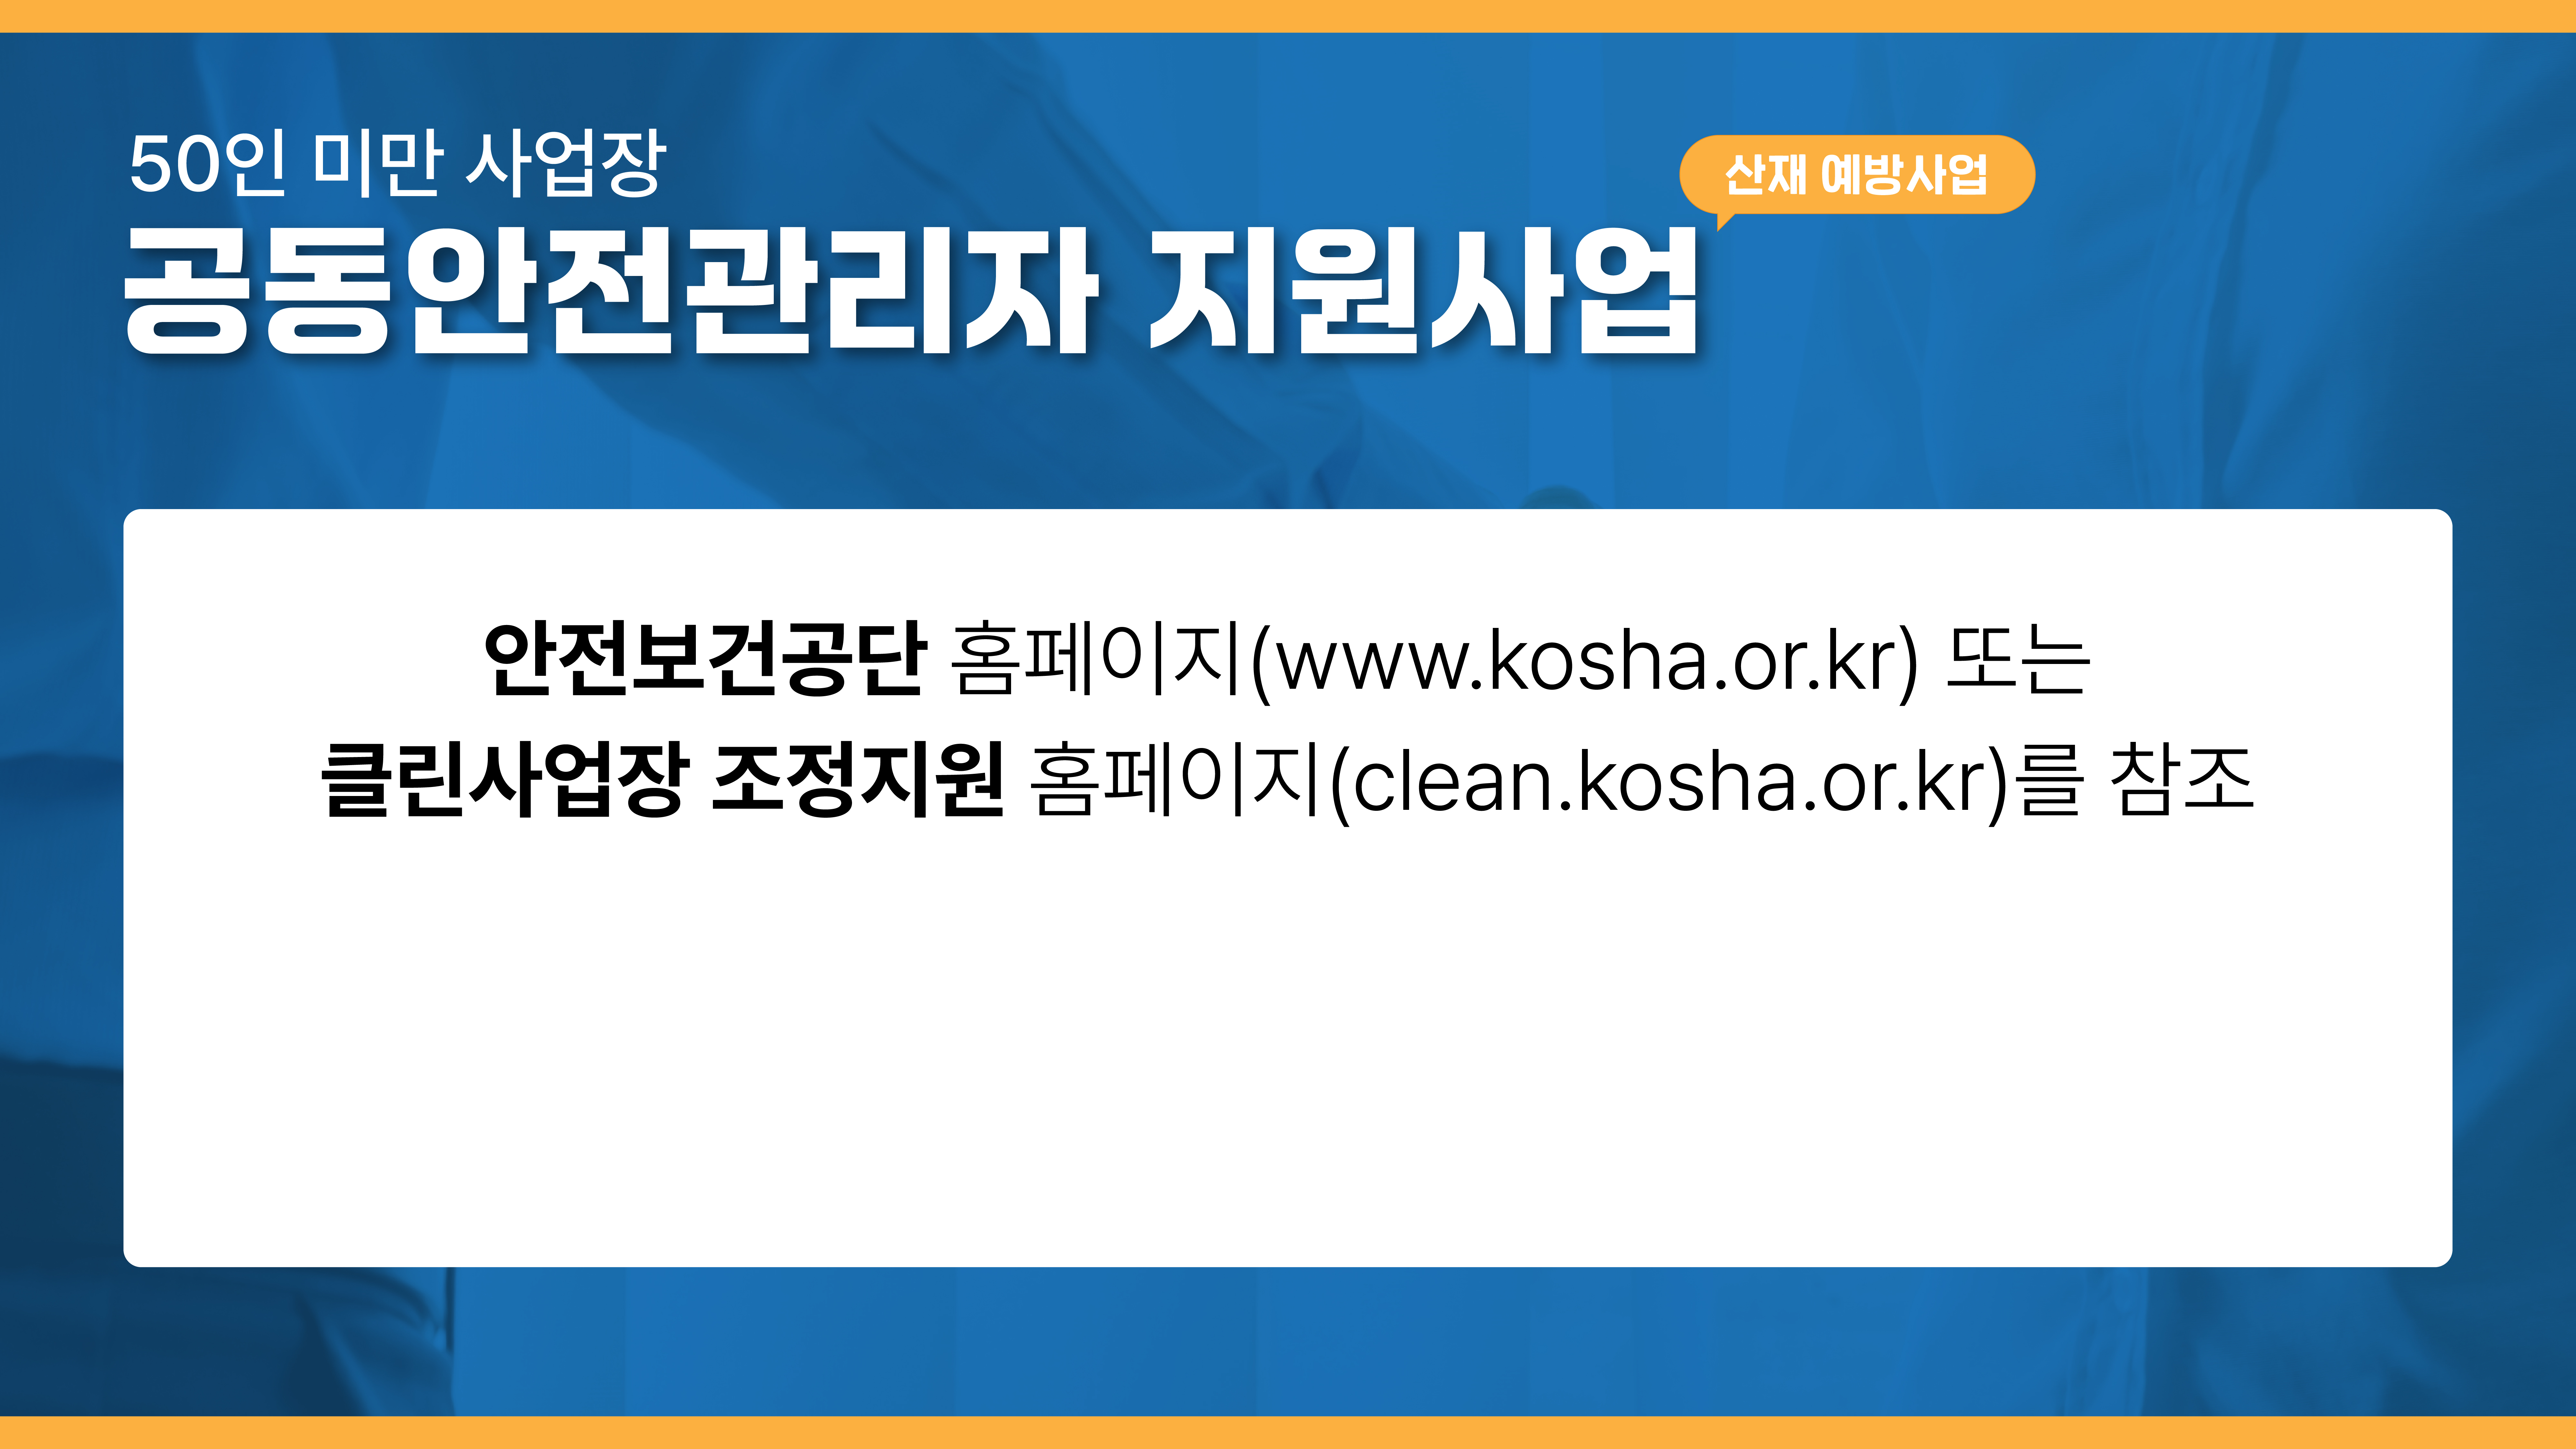 50인 미만 사업장
산재 예방사업
공동안전관리자 지원사업
안전보건공단 홈페이지(www.kosha.or.kr) 또는
클린사업장 조정지원 홈페이지(clean.kosha.or.kr)를 참조